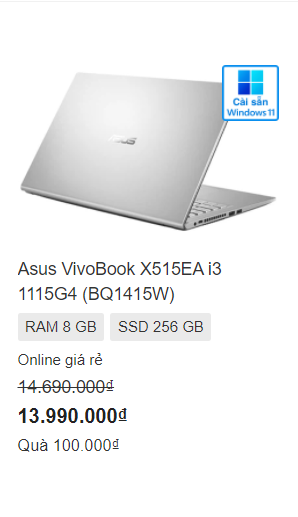 Cài sẵn
Windows 11
ASUS
Asus VivoBook X515EA i3
1115G4 (BQ1415W)
RAM 8 GB SSD 256 GB
Online giá rẻ
14.690.000₫
13.990.000₫
Quà 100.000₫